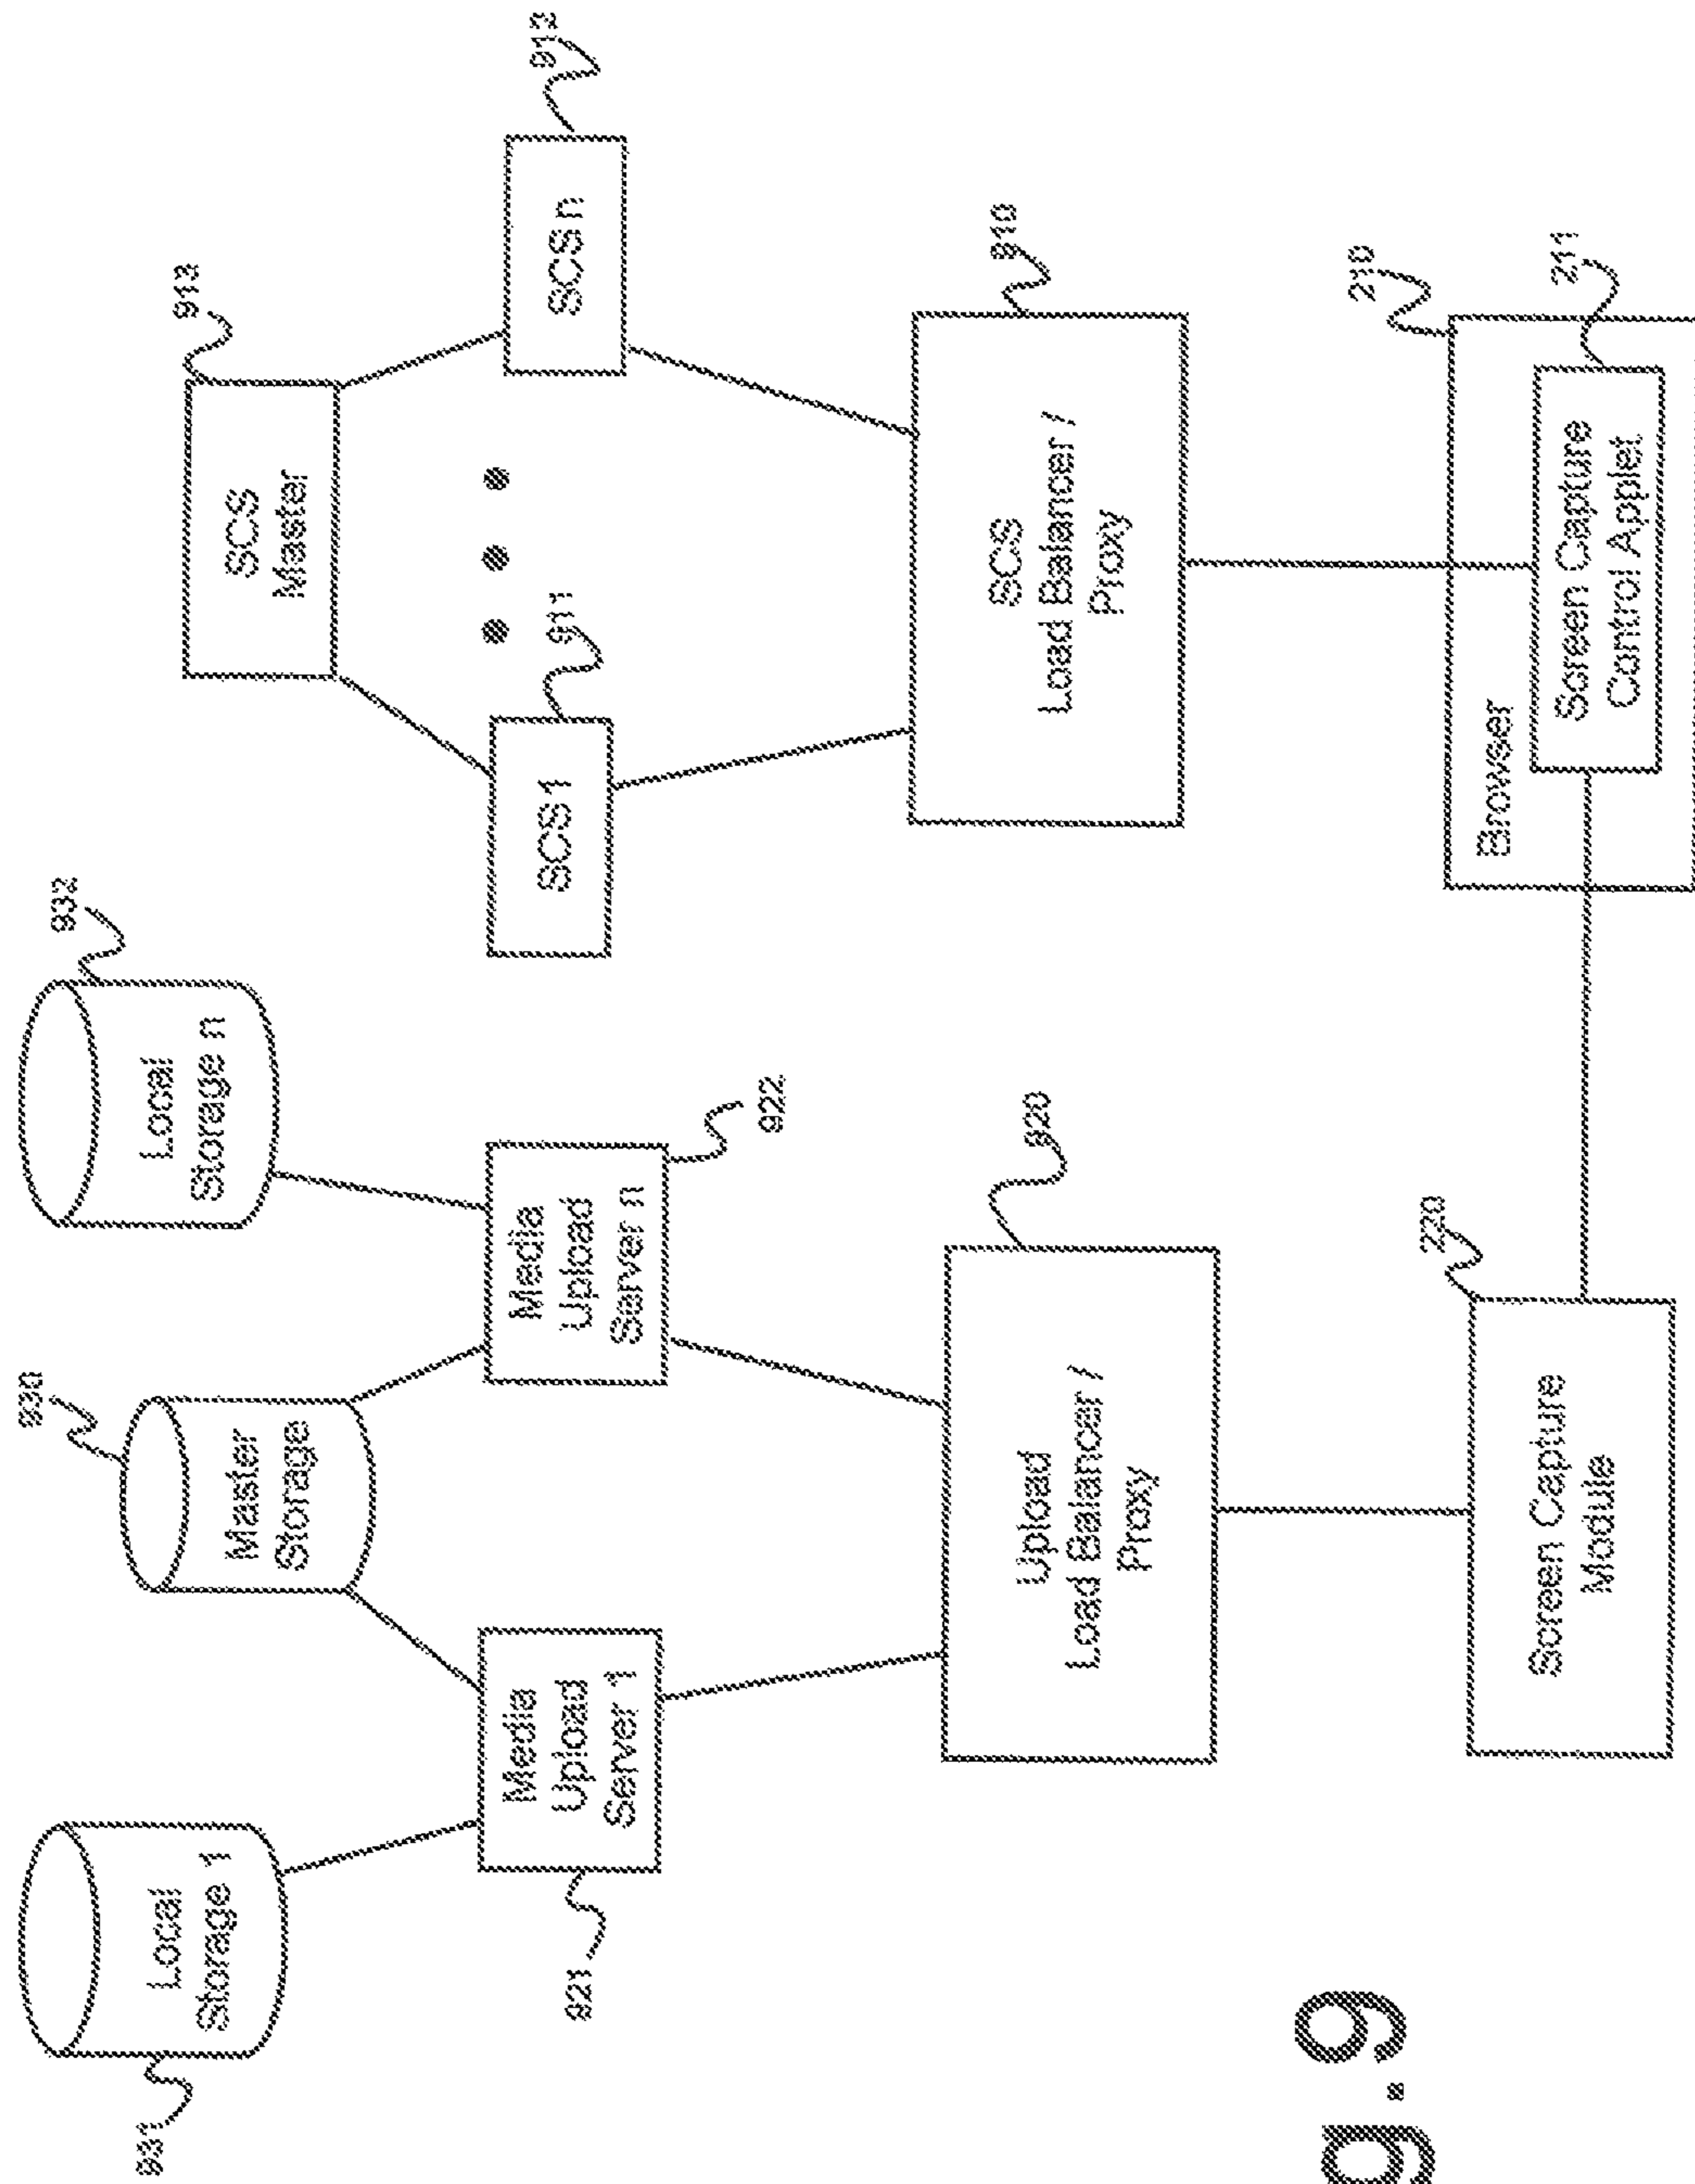 931
Local
Storage 1
930
Master
Storage
932
Local
Storage n
913
SCS
Master
921
Media
Upload
Server 1
Media
Upload
Server n
922
SCS 1
911
SCS n
912
920
Upload
Load Balancer /
Proxy
910
SCS
Load Balancer /
Proxy
220
Screen Capture
Module
210
Browser
211
Screen Capture
Control Applet
g.9